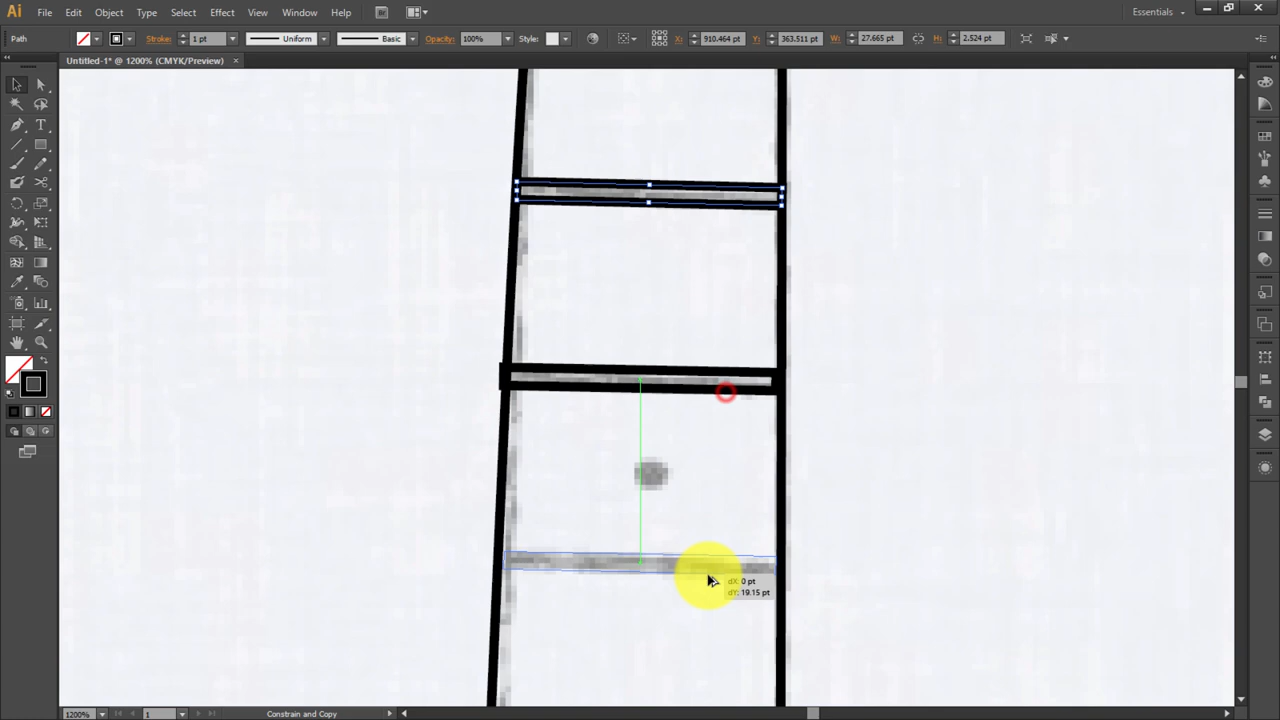 Ai File Edit Object Type Select Effect View Window Help Br Essentials
Path Stroke: 1 pt Uniform Basic Opacity: 100% Style: X: 910.464 pt Y: 363.511 pt W: 27.665 pt H: 2.524 pt
Untitled-1* @ 1200% (CMYK/Preview) ×
T
dX: 0 pt
dY: 19.15 pt
1200% 1 Constrain and Copy